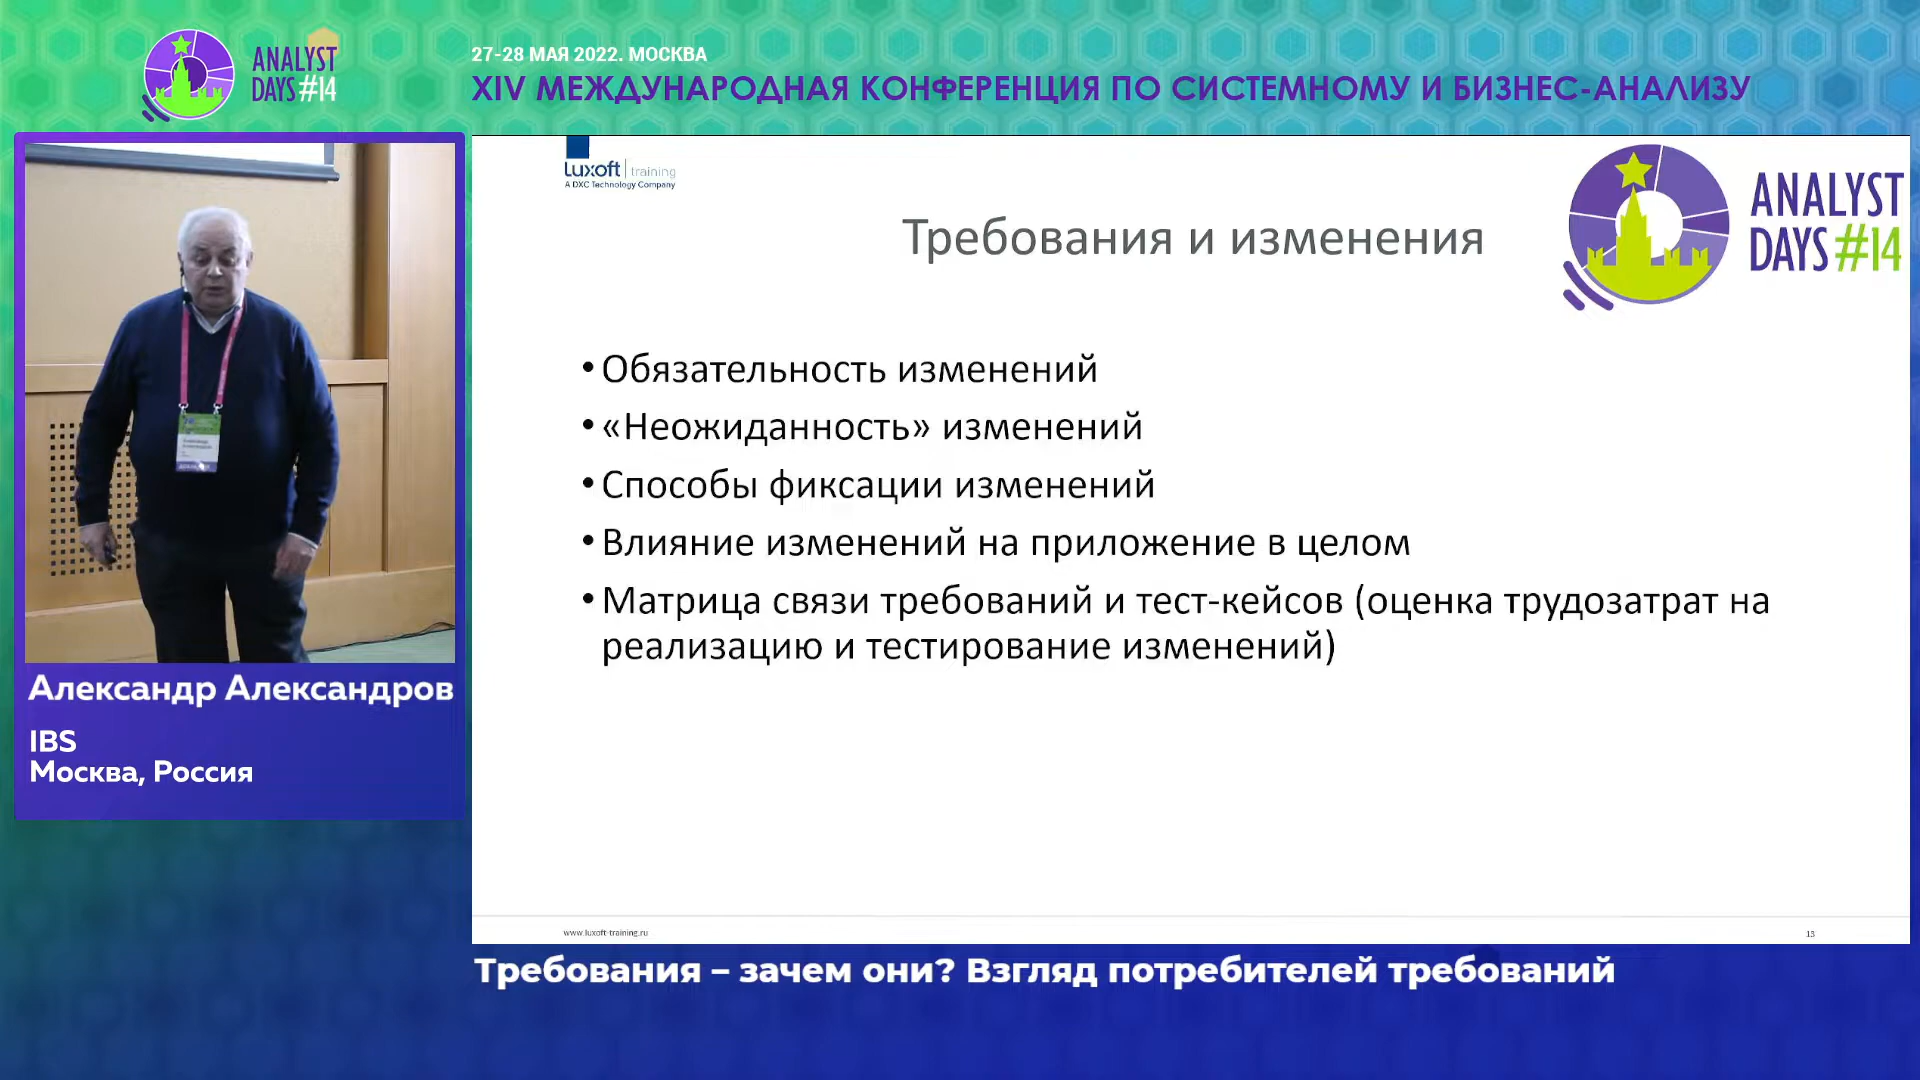 ANALYST
DAYS #14
27-28 МАЯ 2022. МОСКВА
XIV МЕЖДУНАРОДНАЯ КОНФЕРЕНЦИЯ ПО СИСТЕМНОМУ И БИЗНЕС-АНАЛИЗУ
Luxoft training
A DXC Technology Company
ANALYST
DAYS #14
Требования и изменения
• Обязательность изменений
• «Неожиданность» изменений
• Способы фиксации изменений
• Влияние изменений на приложение в целом
• Матрица связи требований и тест-кейсов (оценка трудозатрат на
реализацию и тестирование изменений)
Александр Александров
IBS
Москва, Россия
www.luxoft-training.ru
13
Требования – зачем они? Взгляд потребителей требований